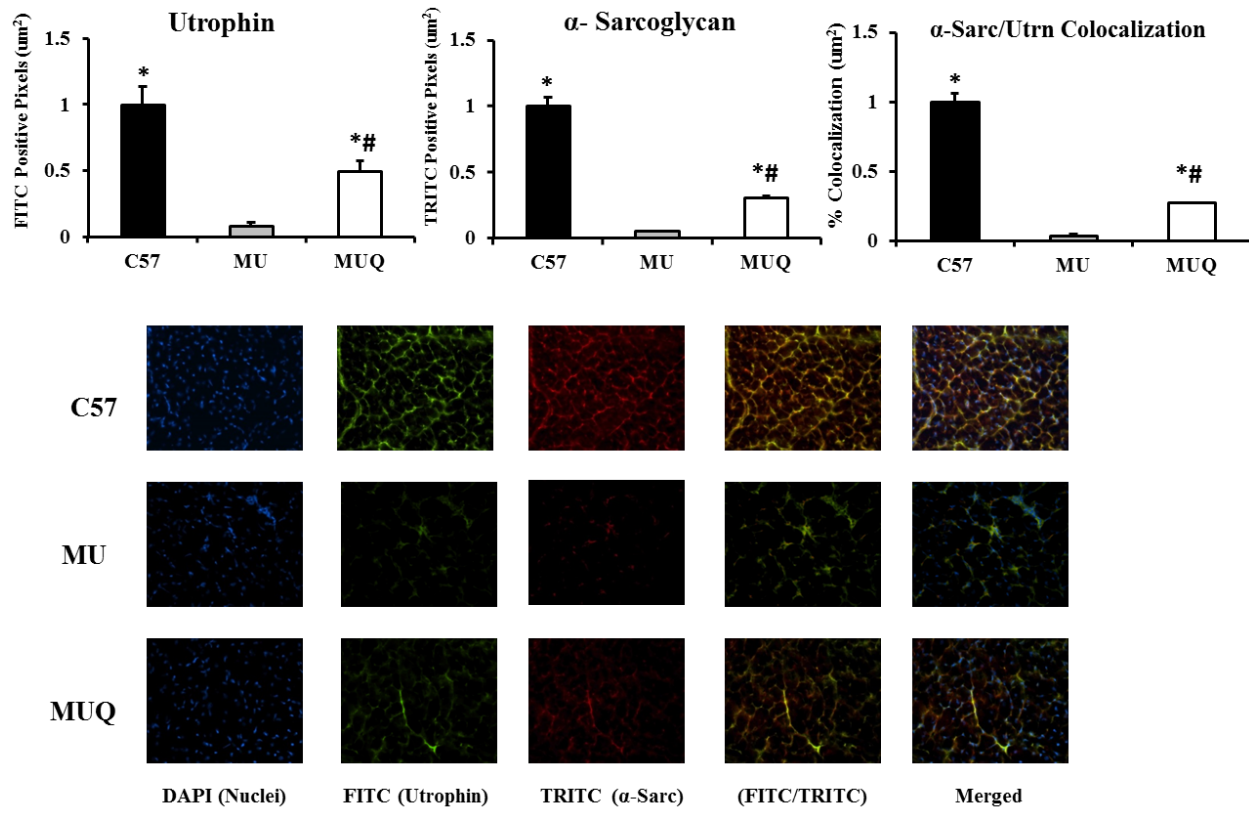 Utrophin
FITC Positive Pixels (um²)
1.5
1
0.5
0
*
*#
C57
MU
MUQ
α- Sarcoglycan
TRITC Positive Pixels (um²)
1.5
1
0.5
0
*
*#
C57
MU
MUQ
α-Sarc/Utrn Colocalization
% Colocalization (um²)
1.5
1
0.5
0
*
*#
C57
MU
MUQ
C57
MU
MUQ
DAPI (Nuclei)
FITC (Utrophin)
TRITC (α-Sarc)
(FITC/TRITC)
Merged